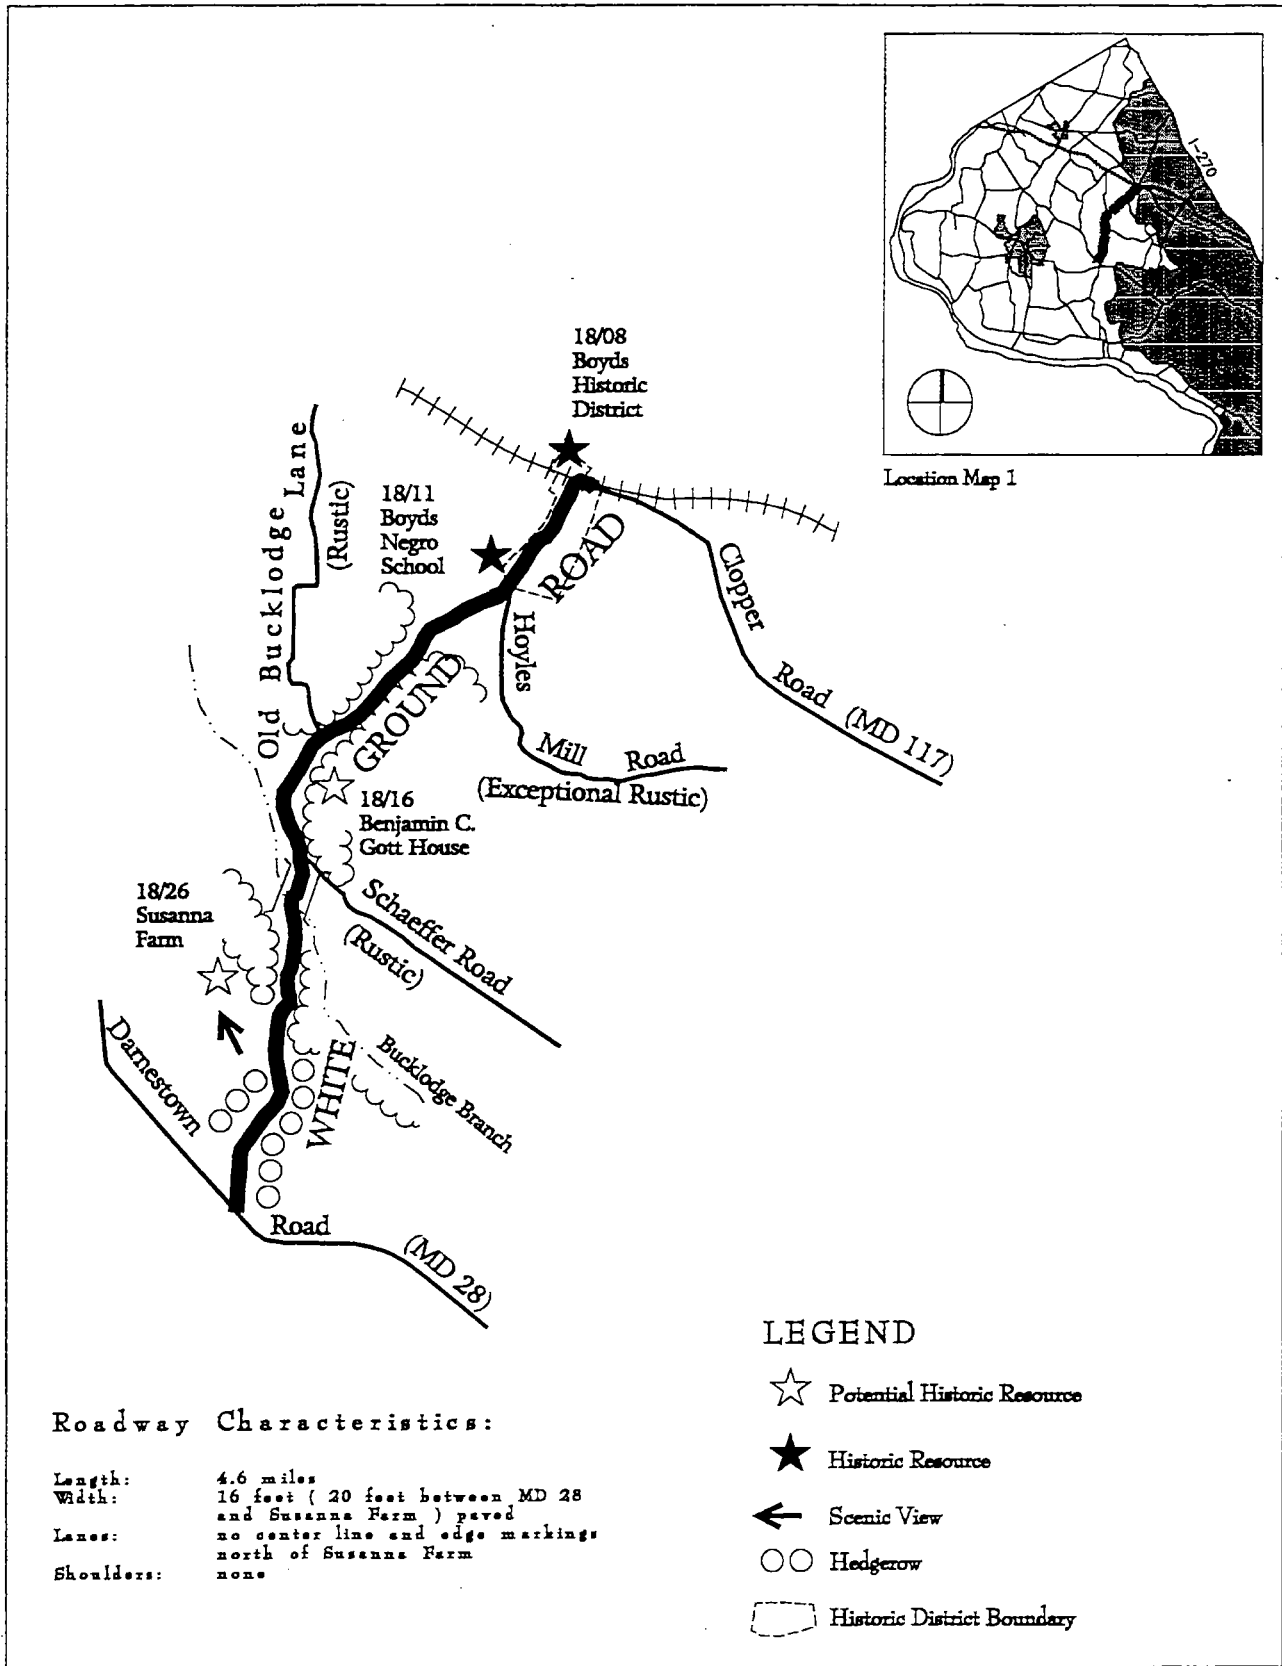 I-270
Location Map 1
18/08
Boyds
Historic
District
Old Bucklodge Lane
(Rustic)
18/11
Boyds
Negro
School
ROAD
Clopper
Road (MD 117)
Hoyles
Mill Road
(Exceptional Rustic)
GROUND
18/16
Benjamin C.
Gott House
18/26
Susanna
Farm
Schaeffer Road
(Rustic)
Darnestown
WHITE
Bucklodge Branch
Road
(MD 28)
LEGEND
Potential Historic Resource
Historic Resource
Scenic View
Hedgerow
Historic District Boundary
Roadway Characteristics:
Length: 4.6 miles
Width: 16 feet ( 20 feet between MD 28
and Susanna Farm ) paved
Lanes: no center line and edge markings
north of Susanna Farm
Shoulders: none